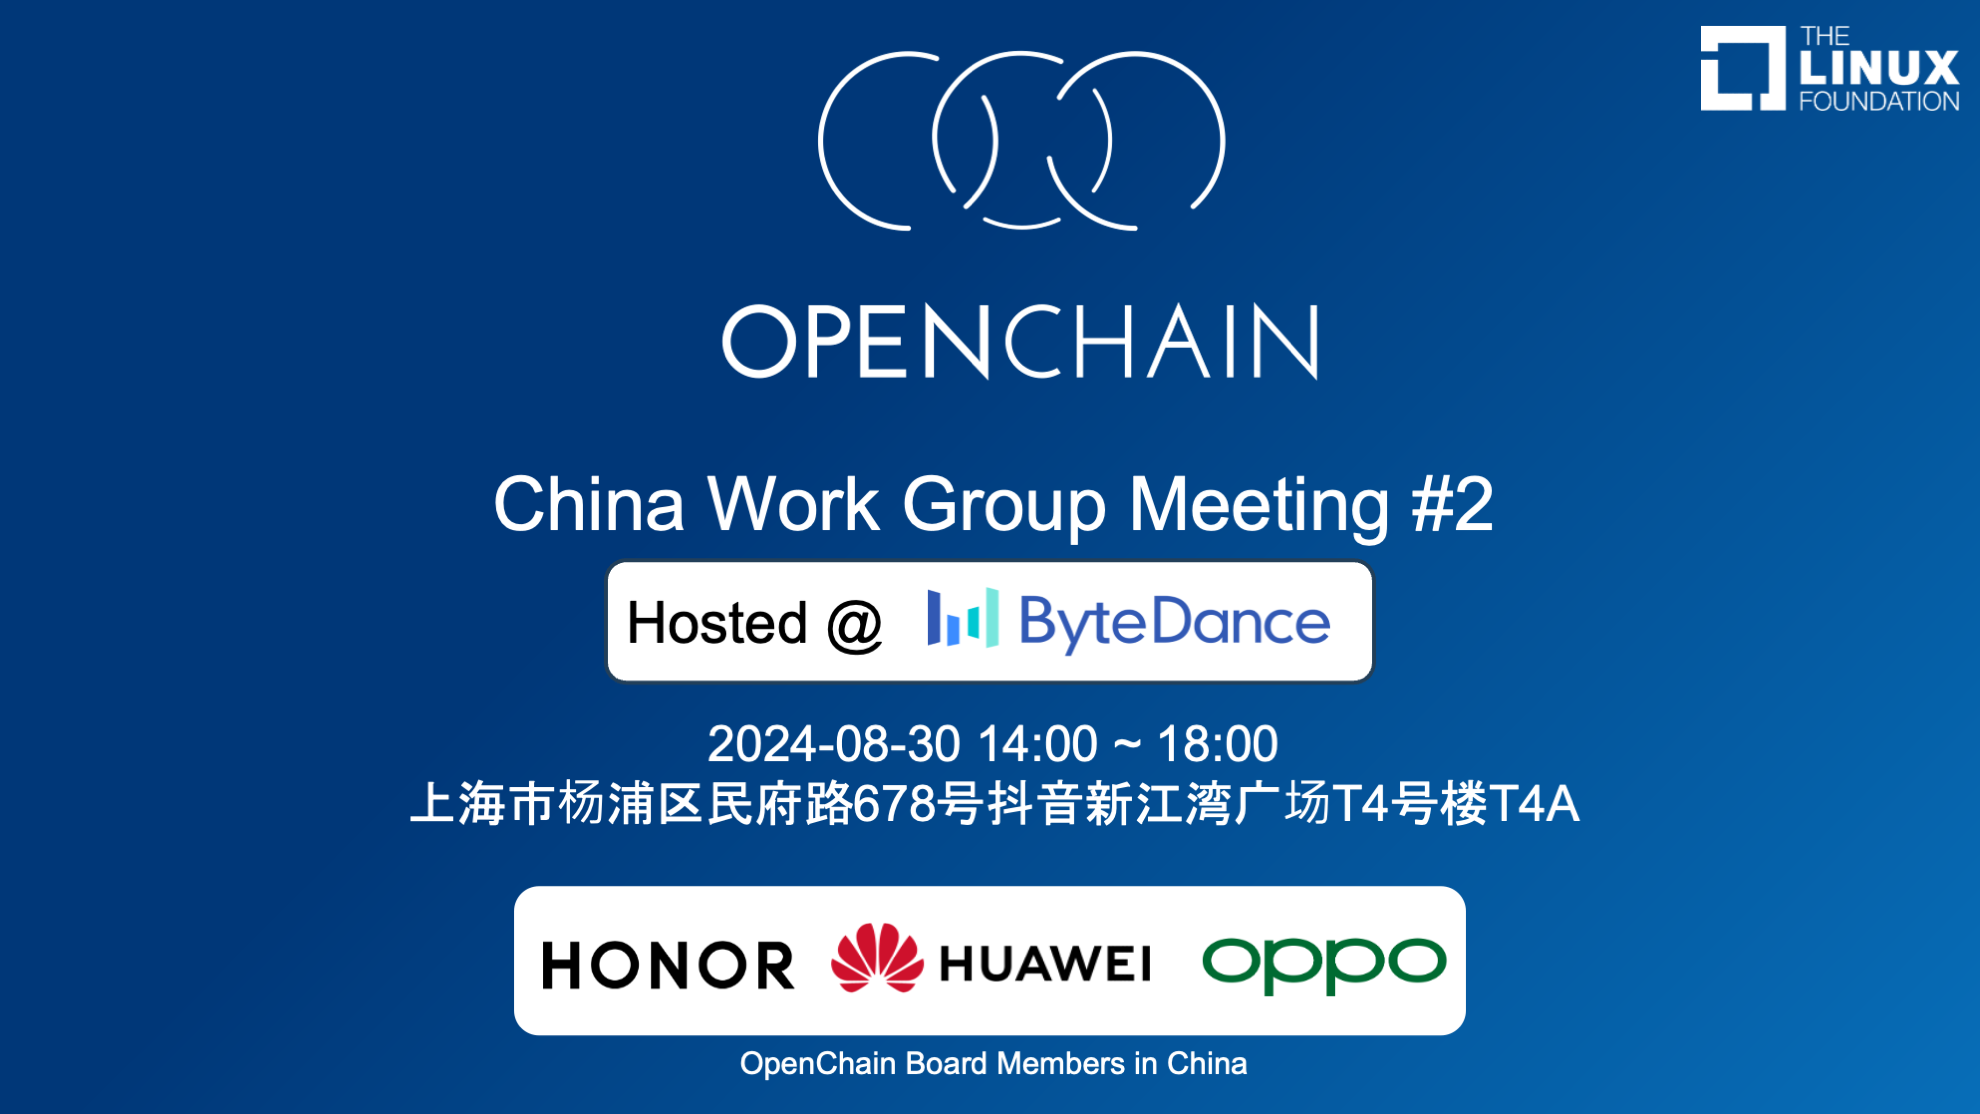 THE
LINUX
FOUNDATION
OPENCHAIN
China Work Group Meeting #2
Hosted @ ByteDance
2024-08-30 14:00 ~ 18:00
上海市杨浦区民府路678号抖音新江湾广场T4号楼T4A
HONOR HUAWEI oppo
OpenChain Board Members in China